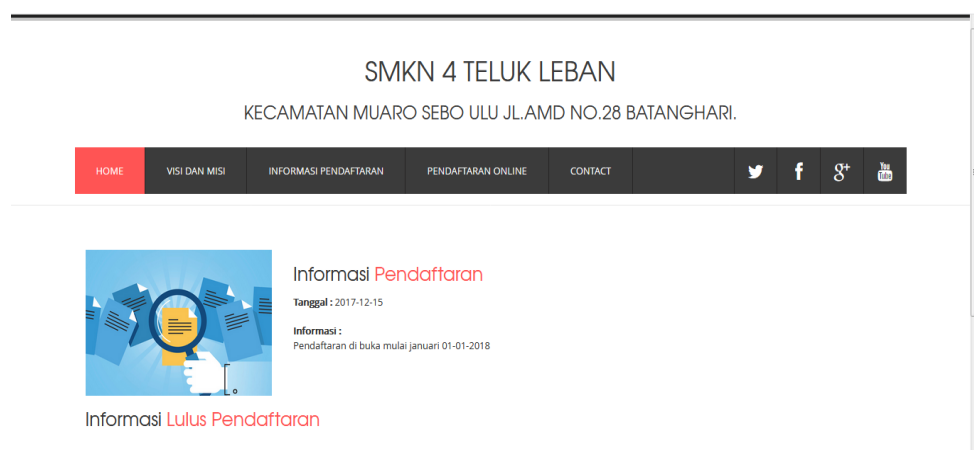 SMKN 4 TELUK LEBAN
KECAMATAN MUARO SEBO ULU JL.AMD NO.28 BATANGHARI.
HOME VISI DAN MISI INFORMASI PENDAFTARAN PENDAFTARAN ONLINE CONTACT f g+ You Tube
Informasi Pendaftaran
Tanggal : 2017-12-15
Informasi :
Pendaftaran di buka mulai januari 01-01-2018
Informasi Lulus Pendaftaran